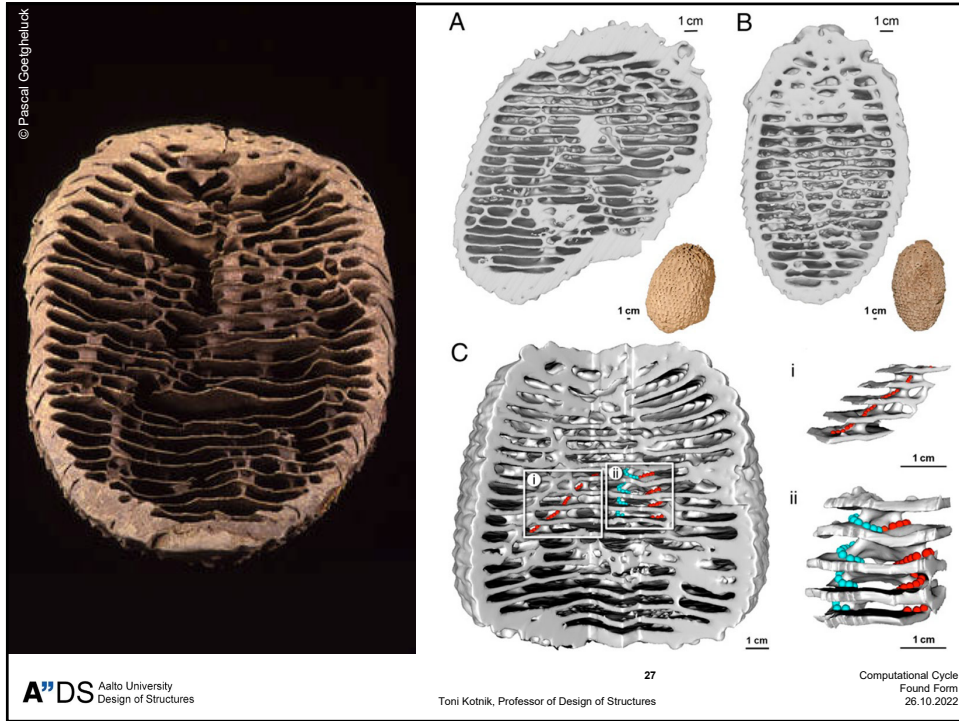 © Pascal Goetgheluck
A
1 cm
B
1 cm
1 cm
1 cm
C
i
ii
1 cm
i
1 cm
ii
1 cm
A”DS Aalto University
Design of Structures
27
Toni Kotnik, Professor of Design of Structures
Computational Cycle
Found Form
26.10.2022